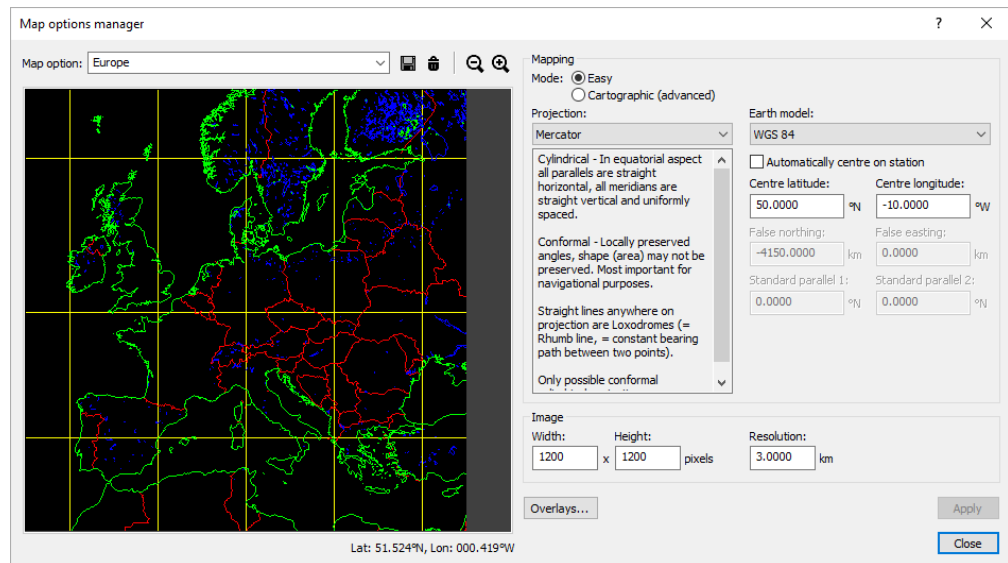 Map options manager
?
Map option: Europe
Lat: 51.524ºN, Lon: 000.419ºW
Mapping
Mode: Easy
Cartographic (advanced)
Projection:
Mercator
Cylindrical - In equatorial aspect
all parallels are straight
horizontal, all meridians are
straight vertical and uniformly
spaced.
Conformal - Locally preserved
angles, shape (area) may not be
preserved. Most important for
navigational purposes.
Straight lines anywhere on
projection are Loxodromes (=
Rhumb line, = constant bearing
path between two points).
Only possible conformal
Earth model:
WGS 84
Automatically centre on station
Centre latitude: Centre longitude:
50.0000 ºN -10.0000 ºW
False northing: False easting:
-4150.0000 km 0.0000 km
Standard parallel 1: Standard parallel 2:
0.0000 ºN 0.0000 ºN
Image
Width: Height: Resolution:
1200 x 1200 pixels 3.0000 km
Overlays... Apply
Close